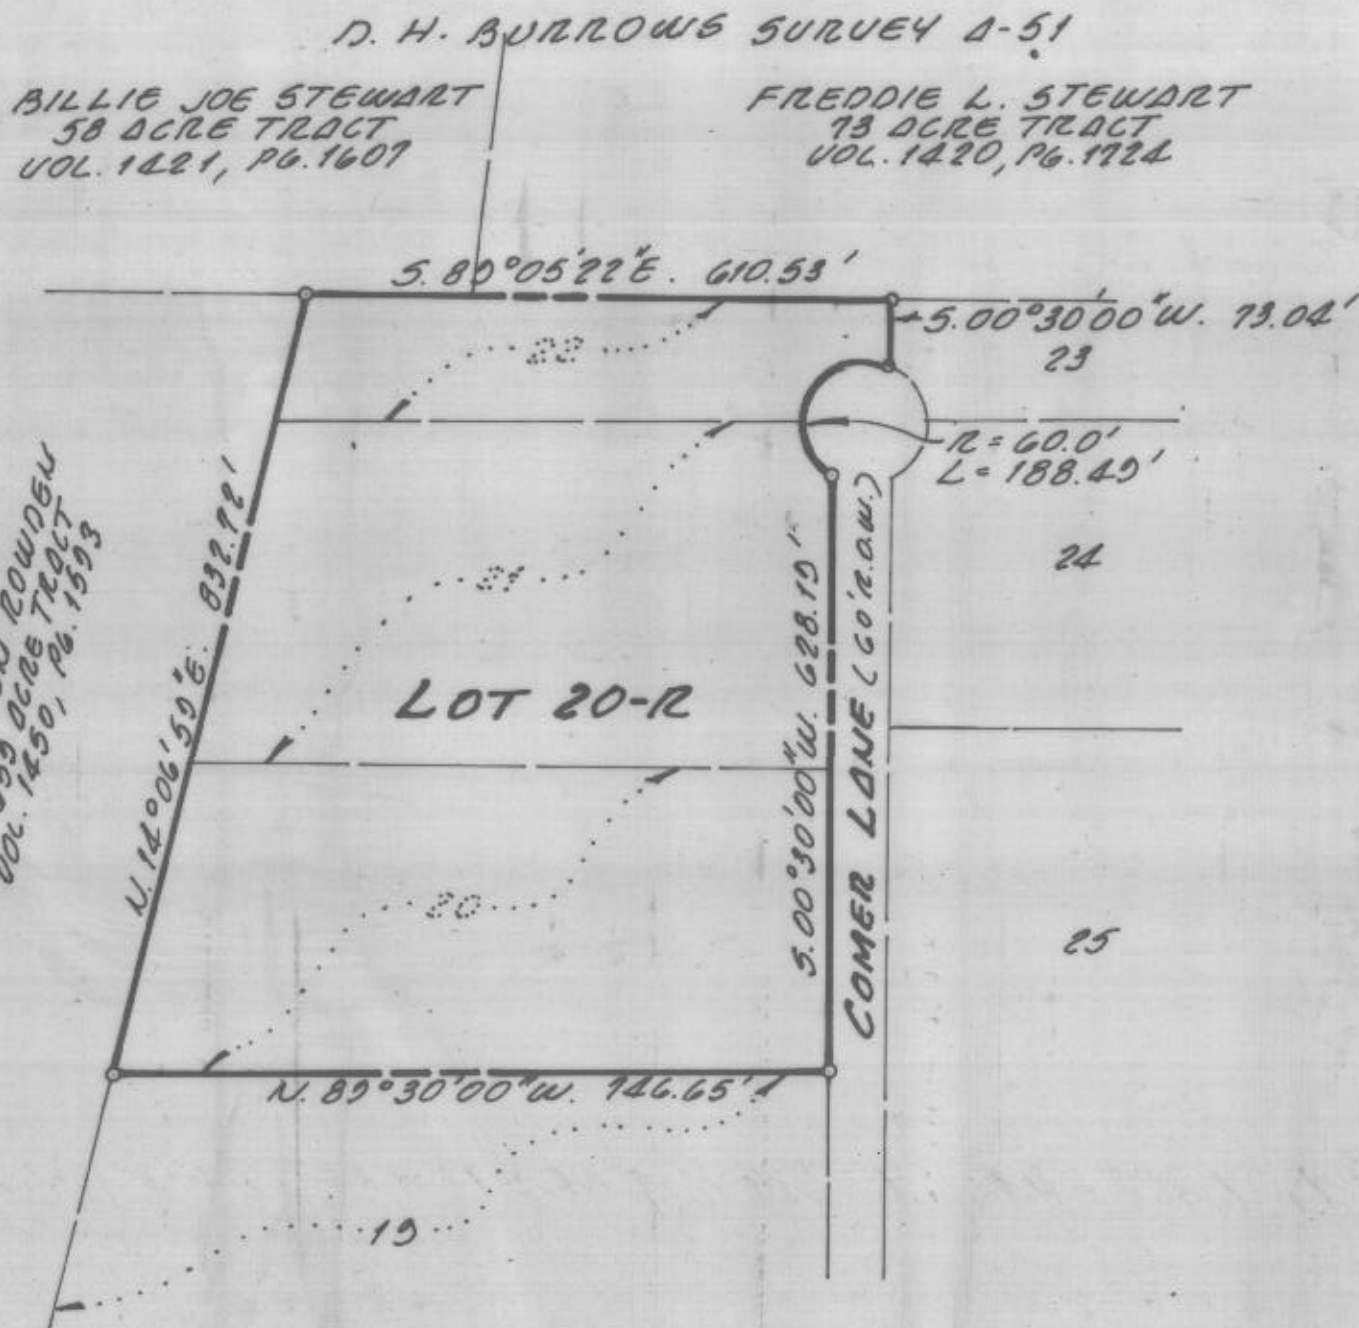 D. H. BURROWS SURVEY A-51
BILLIE JOE STEWART
58 ACRE TRACT
VOL. 1421, PG. 1607
FREDDIE L. STEWART
73 ACRE TRACT
VOL. 1420, PG. 1724
S. 89°05'22"E. 610.53'
S. 00°30'00"W. 73.04'
22
23
R = 60.0'
L = 188.49'
ROWDEN
ACRE TRACT
VOL. 1450, PG. 1593
N. 14°06'59"E. 832.92'
21
24
LOT 20-R
S. 00°30'00"W. 628.19'
COMER LANE (60' R.O.W.)
20
25
N. 89°30'00"W. 746.65'
19